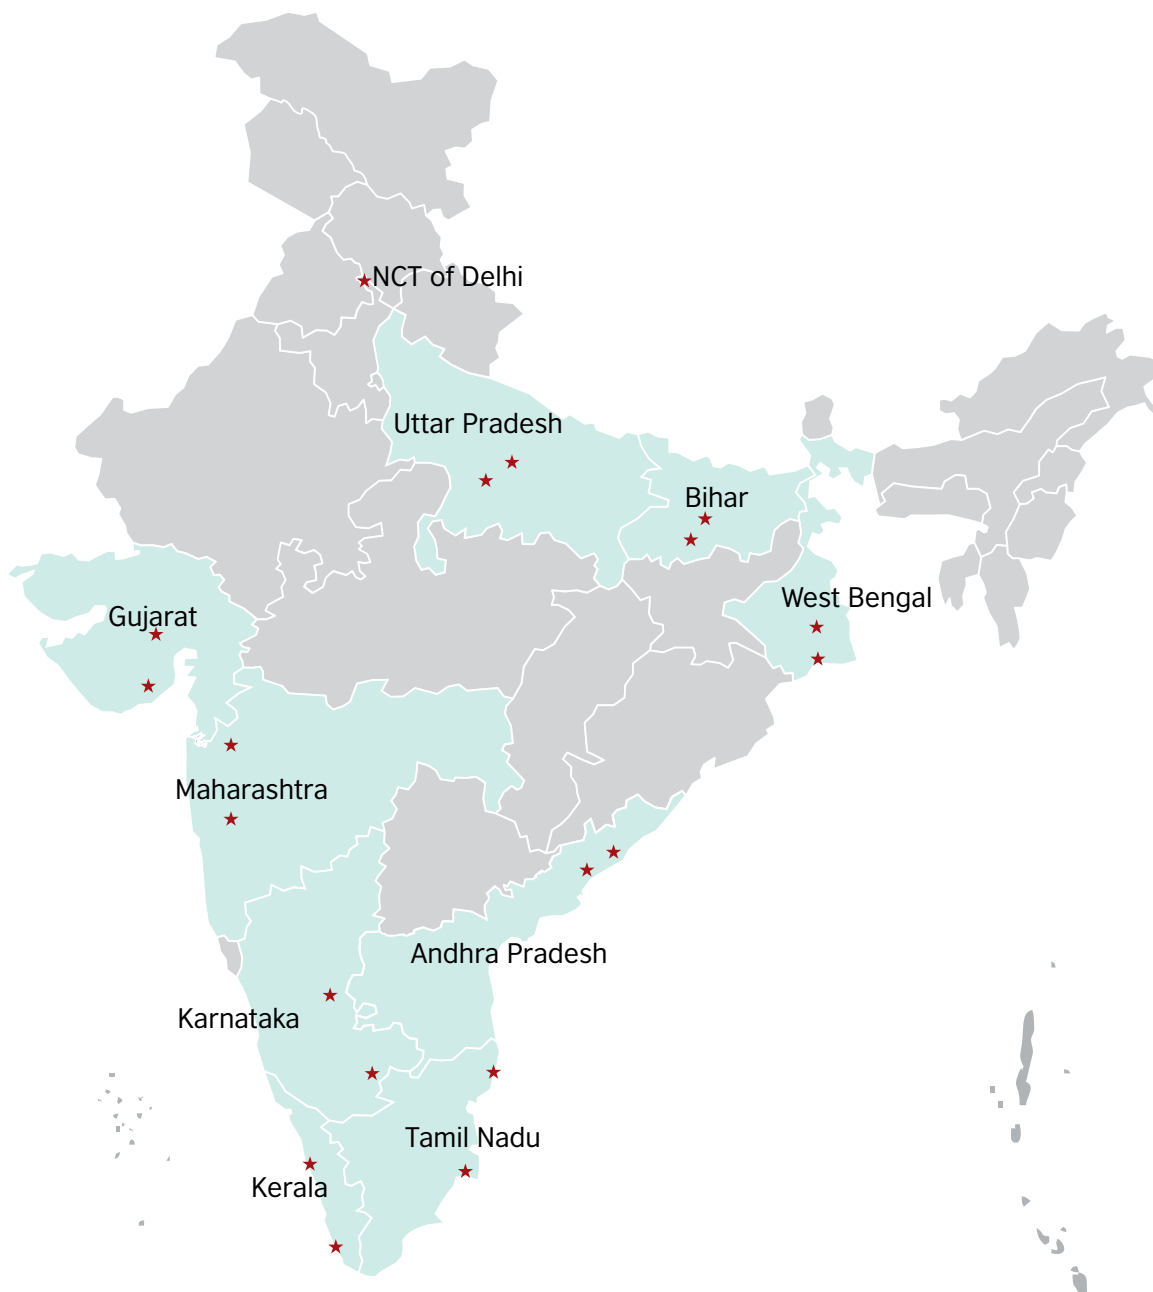 NCT of Delhi
Uttar Pradesh
Bihar
West Bengal
Gujarat
Maharashtra
Andhra Pradesh
Karnataka
Tamil Nadu
Kerala